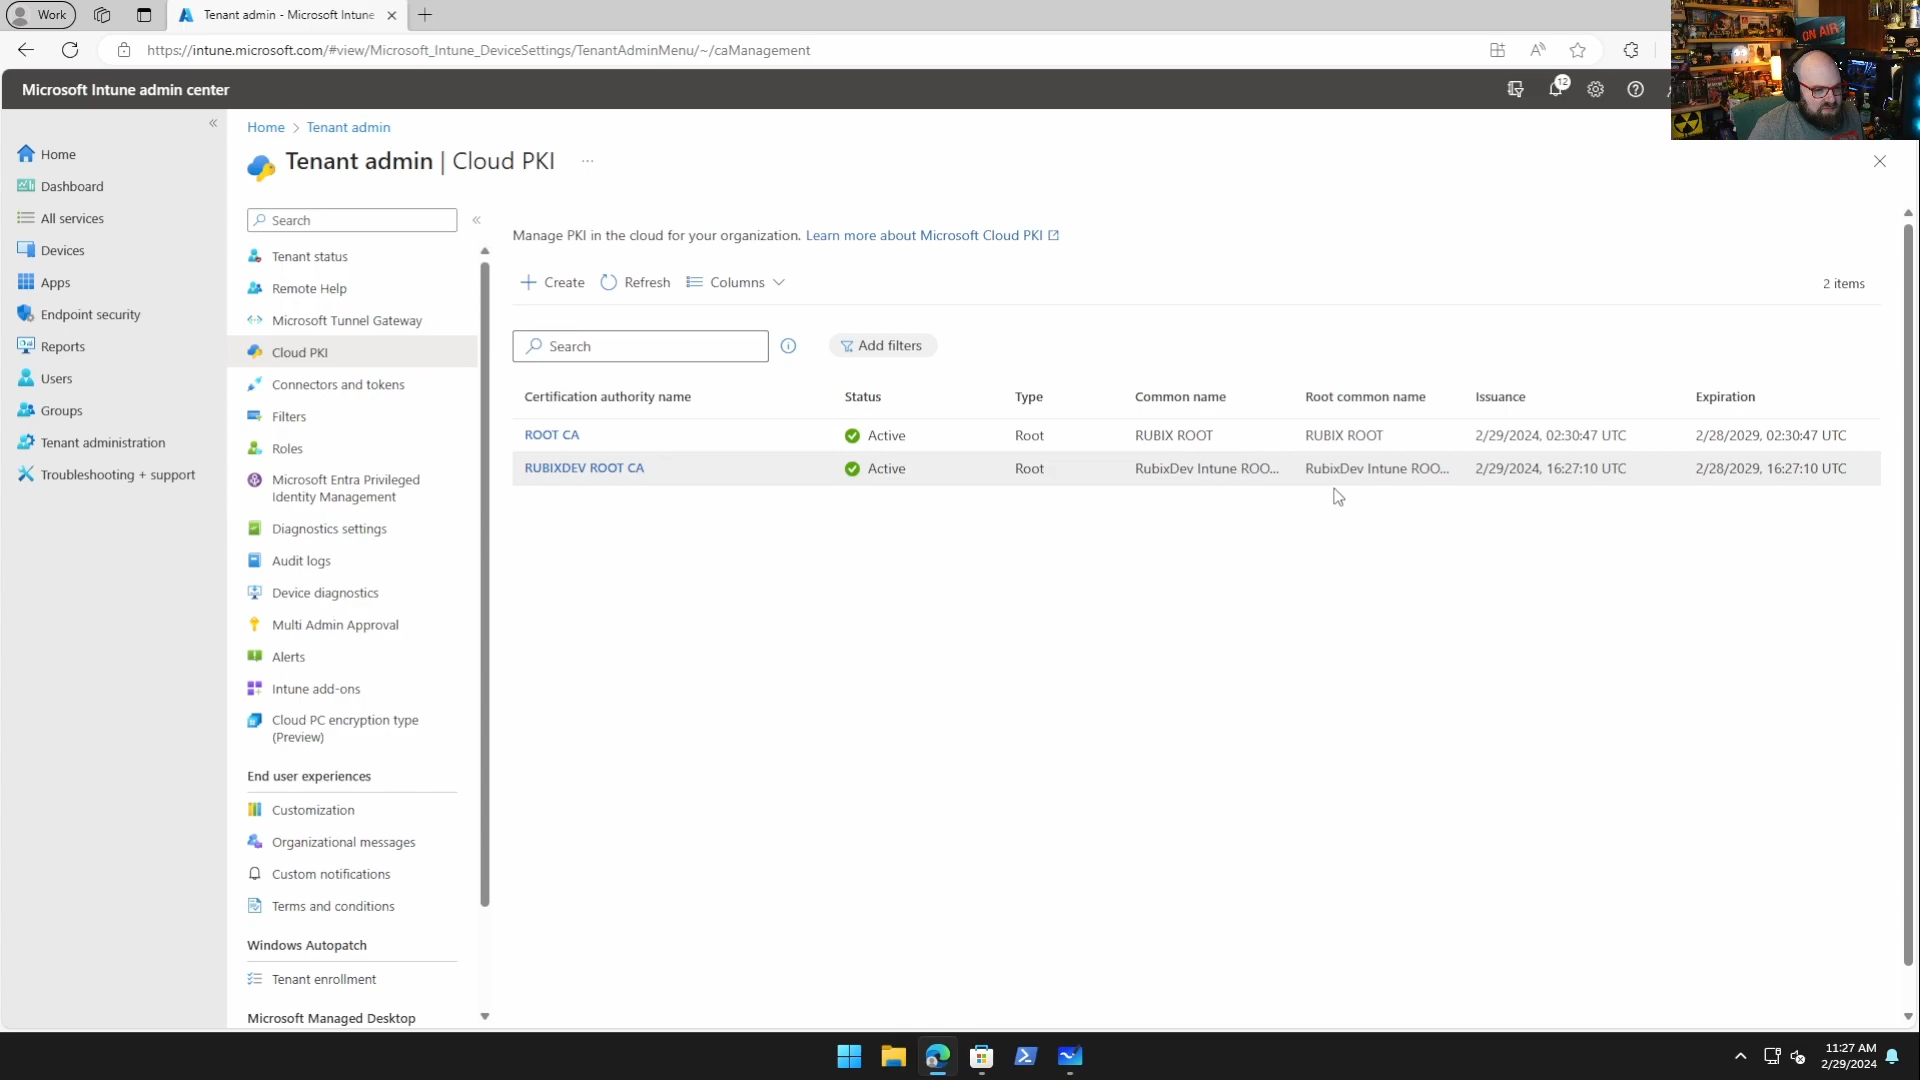 Work
Tenant admin - Microsoft Intune
https://intune.microsoft.com/#view/Microsoft_Intune_DeviceSettings/TenantAdminMenu/~/caManagement
ON AIR
Microsoft Intune admin center
12
Home
Dashboard
All services
Devices
Apps
Endpoint security
Reports
Users
Groups
Tenant administration
Troubleshooting + support
Home > Tenant admin
Tenant admin | Cloud PKI
Search
Tenant status
Remote Help
Microsoft Tunnel Gateway
Cloud PKI
Connectors and tokens
Filters
Roles
Microsoft Entra Privileged
Identity Management
Diagnostics settings
Audit logs
Device diagnostics
Multi Admin Approval
Alerts
Intune add-ons
Cloud PC encryption type
(Preview)
End user experiences
Customization
Organizational messages
Custom notifications
Terms and conditions
Windows Autopatch
Tenant enrollment
Microsoft Managed Desktop
Manage PKI in the cloud for your organization. Learn more about Microsoft Cloud PKI
Create Refresh Columns 2 items
Search Add filters
Certification authority name Status Type Common name Root common name Issuance Expiration
ROOT CA Active Root RUBIX ROOT RUBIX ROOT 2/29/2024, 02:30:47 UTC 2/28/2029, 02:30:47 UTC
RUBIXDEV ROOT CA Active Root RubixDev Intune ROO... RubixDev Intune ROO... 2/29/2024, 16:27:10 UTC 2/28/2029, 16:27:10 UTC
11:27 AM
2/29/2024